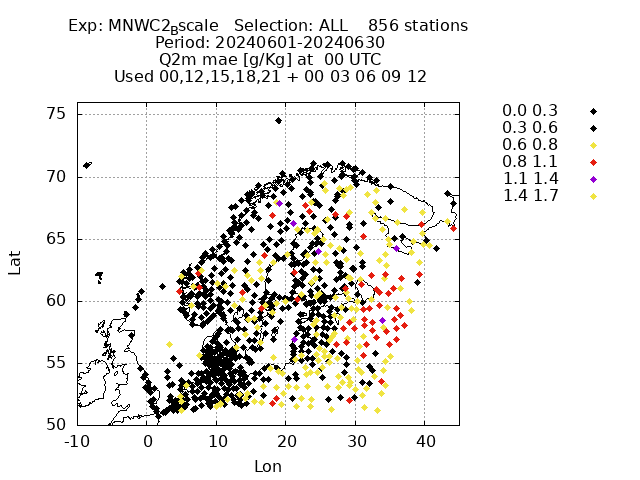 Exp: MNWC2Bscale   Selection: ALL    856 stations
Period: 20240601-20240630
Q2m mae [g/Kg] at  00 UTC
Used 00,12,15,18,21 + 00 03 06 09 12
0.0 0.3
0.3 0.6
0.6 0.8
0.8 1.1
1.1 1.4
1.4 1.7
75
70
65
60
55
50
Lat
-10 0 10 20 30 40
Lon